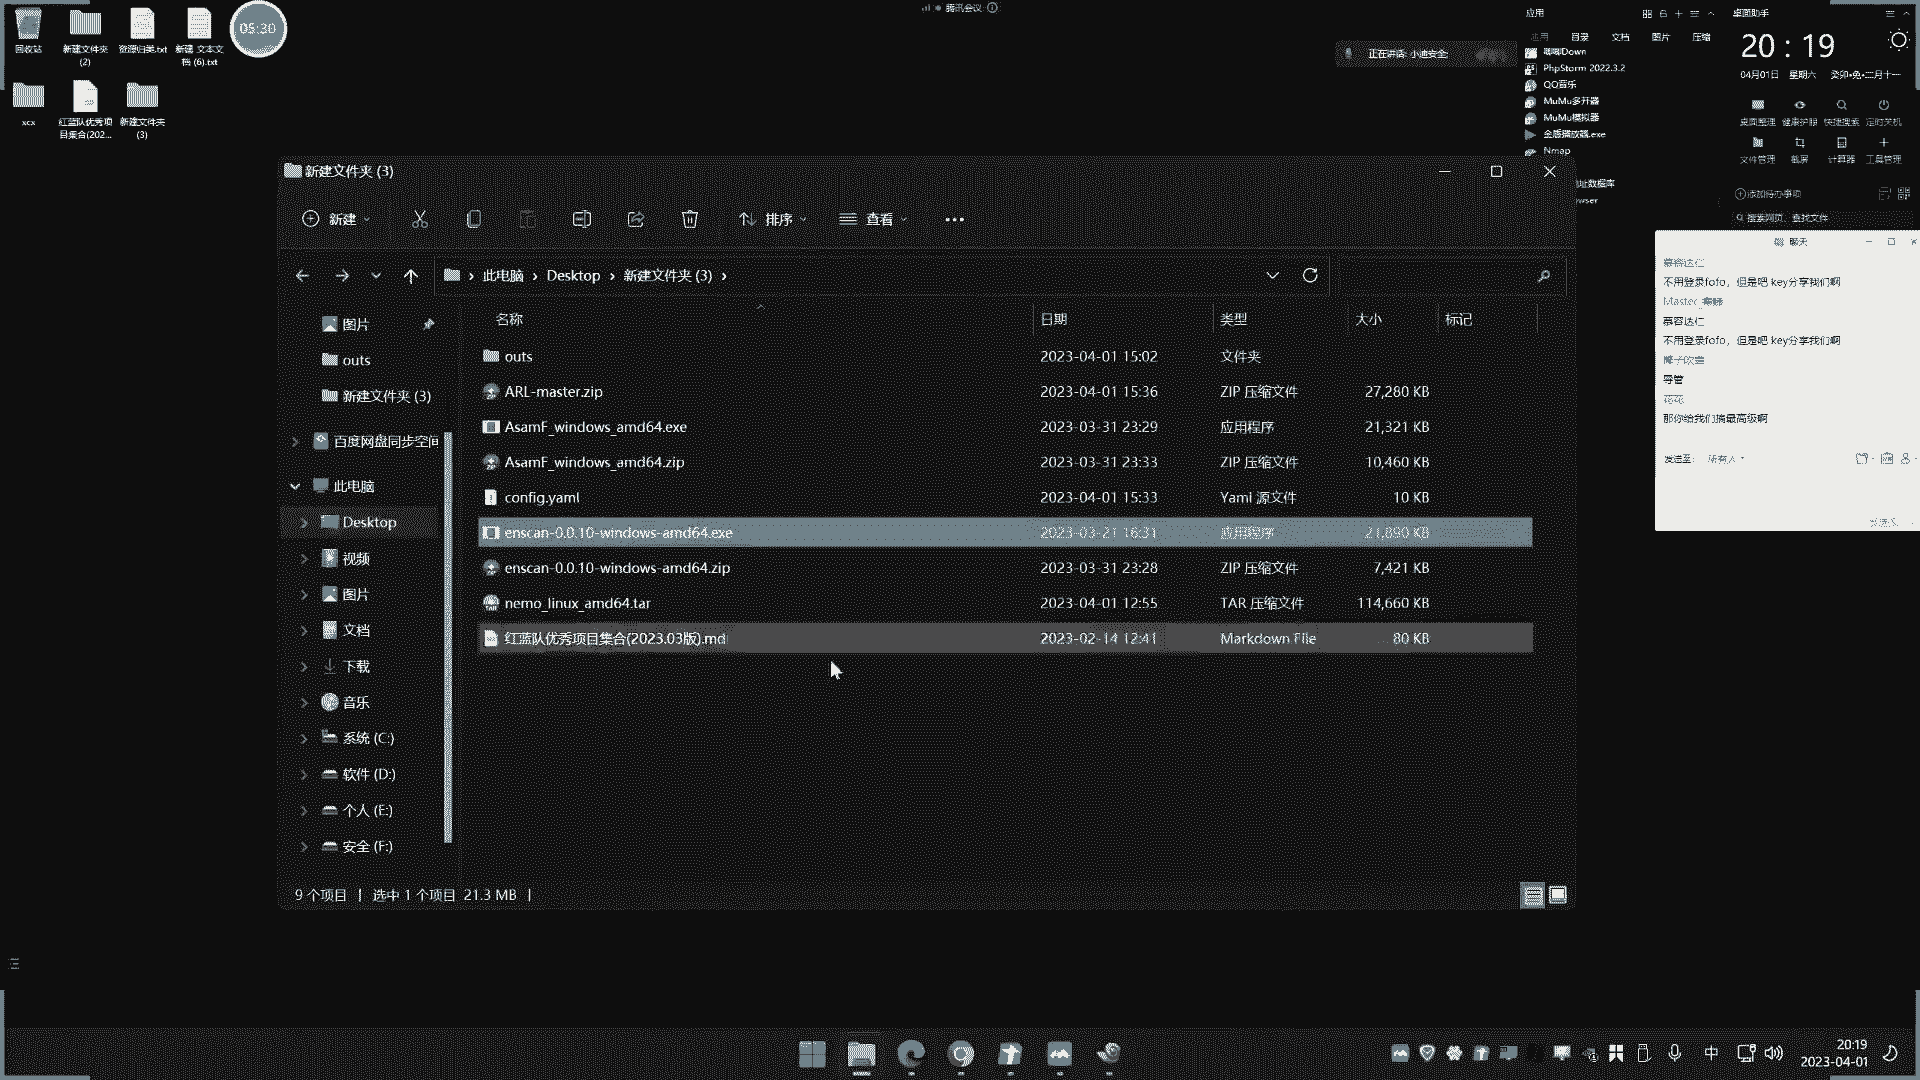 腾讯会议
回收站
新建文件夹
(2)
资源归类.txt
新建 文本文
档 (6).txt
05:30
xcx
红蓝队优秀项
目集合(202...
新建文件夹
(3)
正在讲话: 小迪安全
应用
目录
文档
图片
压缩
PhpStorm 2022.3.2
QQ音乐
MuMu多开器
MuMu模拟器
全能播放器.exe
Nmap
址数据库
owser
桌面助手
20 : 19
04月01日 星期六 癸卯•兔•二月十一
桌面整理
健康护眼
快捷搜索
定时关机
文件管理
截屏
计算器
工具管理
添加待办事项
搜索网页、查找文件
新建文件夹 (3)
新建
排序
查看
此电脑 › Desktop › 新建文件夹 (3) ›
图片
outs
新建文件夹 (3)
百度网盘同步空间
此电脑
Desktop
视频
图片
文档
下载
音乐
系统 (C:)
软件 (D:)
个人 (E:)
安全 (F:)
名称 日期 类型 大小 标记
outs 2023-04-01 15:02 文件夹
ARL-master.zip 2023-04-01 15:36 ZIP 压缩文件 27,280 KB
AsamF_windows_amd64.exe 2023-03-31 23:29 应用程序 21,321 KB
AsamF_windows_amd64.zip 2023-03-31 23:33 ZIP 压缩文件 10,460 KB
config.yaml 2023-04-01 15:33 Yaml 源文件 10 KB
enscan-0.0.10-windows-amd64.exe 2023-03-21 16:31 应用程序 21,890 KB
enscan-0.0.10-windows-amd64.zip 2023-03-31 23:28 ZIP 压缩文件 7,421 KB
nemo_linux_amd64.tar 2023-04-01 12:55 TAR 压缩文件 114,660 KB
红蓝队优秀项目集合(2023.03版).md 2023-02-14 12:41 Markdown File 80 KB
9 个项目 | 选中 1 个项目 21.3 MB |
聊天
慕容达仁
不用登录fofo，但是吧 key分享我们啊
Master
慕容达仁
不用登录fofo，但是吧 key分享我们啊
导管
花花
那你给我们搞最高级啊
发送至: 所有人
中
20:19
2023-04-01